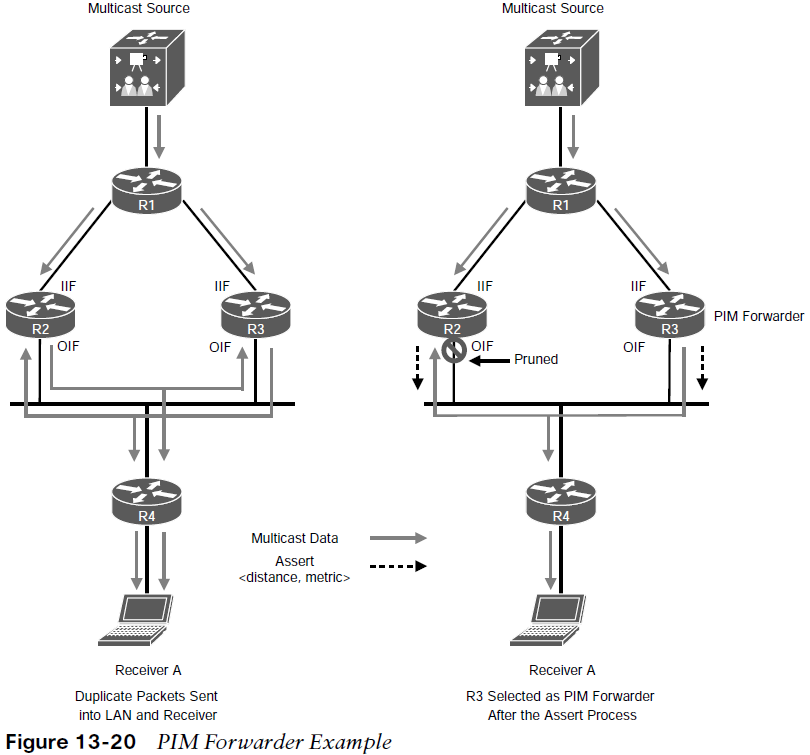 Multicast Source
Multicast Source
R1
R1
IIF
IIF
IIF
IIF
R2
R3
R2
R3
PIM Forwarder
OIF
OIF
OIF
OIF
Pruned
R4
R4
Multicast Data
Assert
<distance, metric>
Receiver A
Receiver A
Duplicate Packets Sent
into LAN and Receiver
R3 Selected as PIM Forwarder
After the Assert Process
Figure 13-20 PIM Forwarder Example